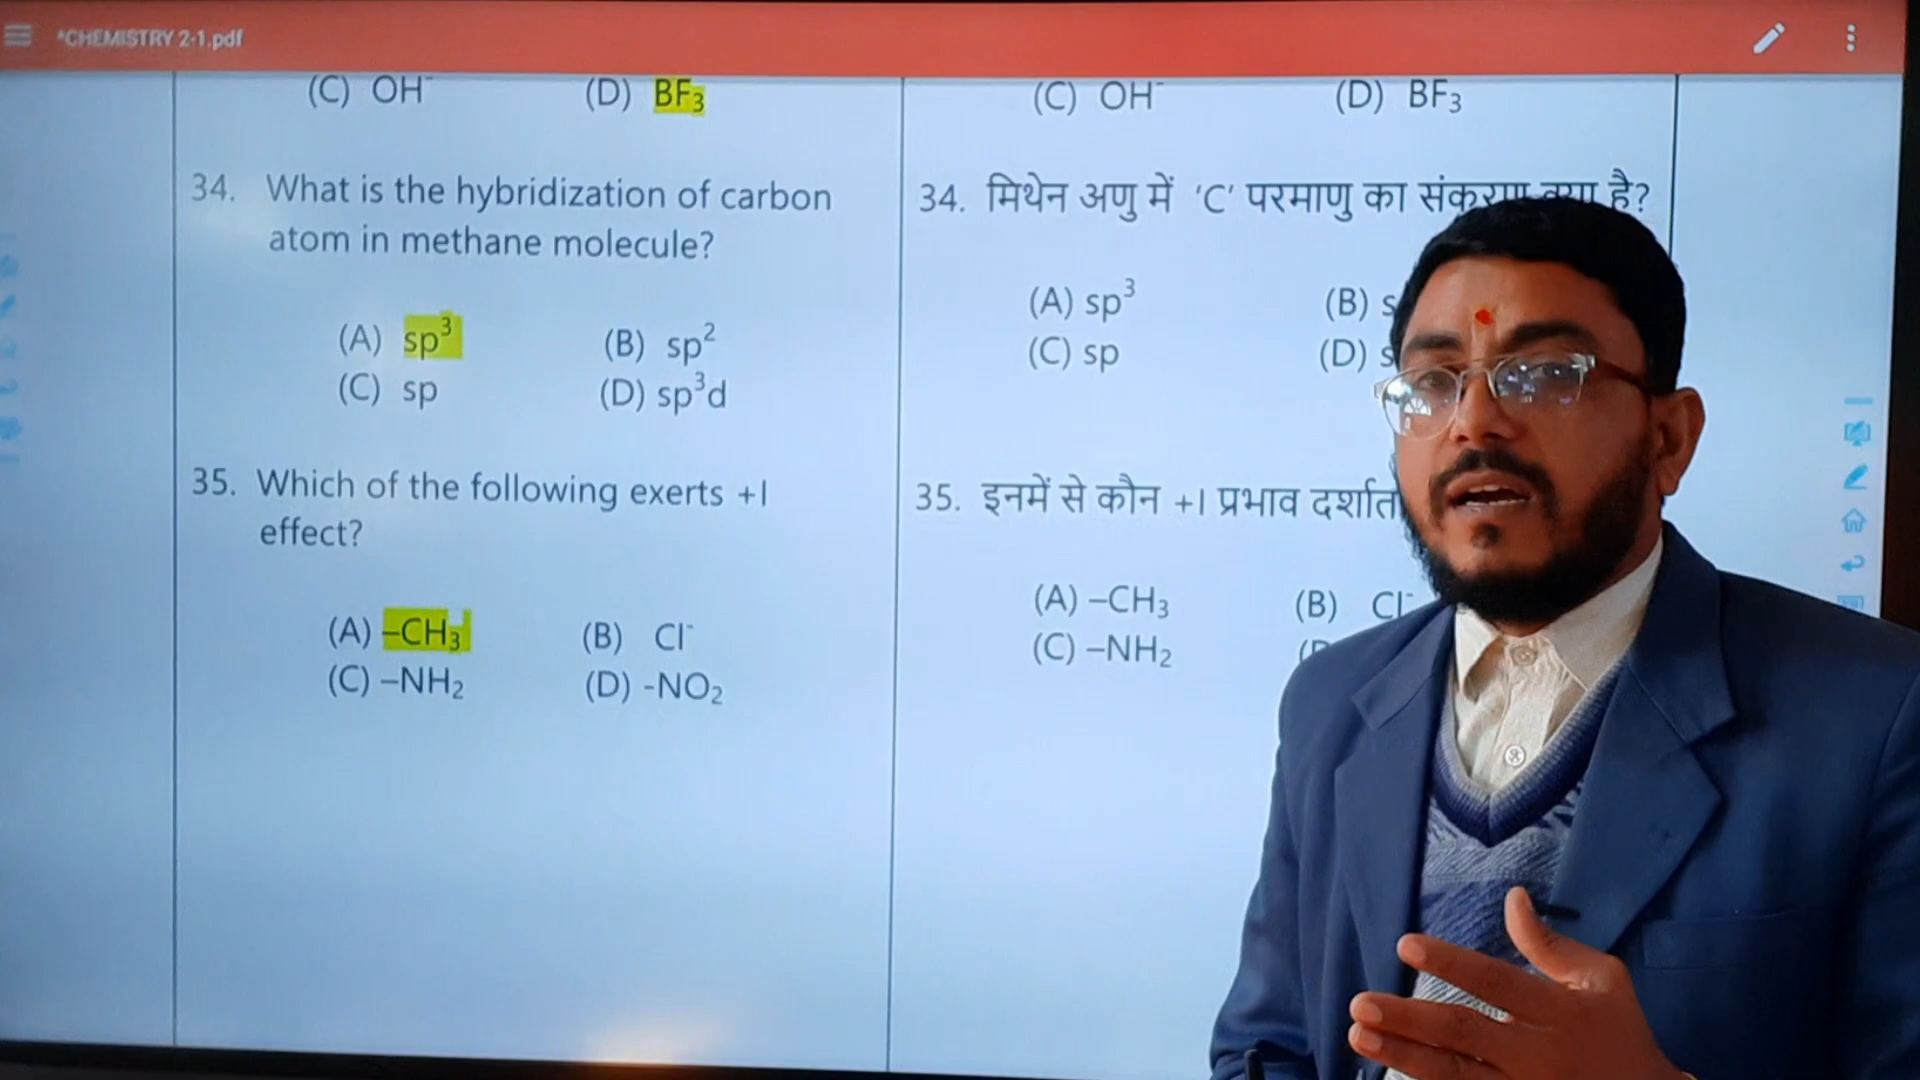 *CHEMISTRY 2-1.pdf
(C) OH⁻ (D) BF₃
34. What is the hybridization of carbon
atom in methane molecule?
(A) sp³ (B) sp²
(C) sp (D) sp³d
35. Which of the following exerts +I
effect?
(A) –CH₃ (B) Cl⁻
(C) –NH₂ (D) -NO₂
(C) OH⁻ (D) BF₃
34. मिथेन अणु में ‘C’ परमाणु का संकरण क्या है?
(A) sp³ (B) s
(C) sp (D) s
35. इनमें से कौन +I प्रभाव
(A) –CH₃ (B) Cl⁻
(C) –NH₂